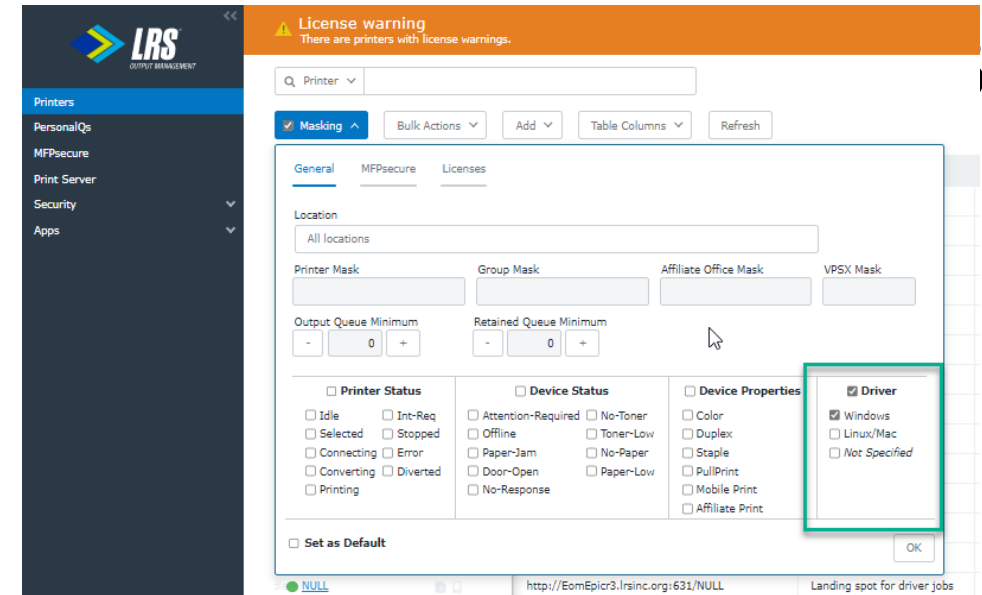 LRS
OUTPUT MANAGEMENT
<<
License warning
There are printers with license warnings.
Printers
PersonalQs
MFPsecure
Print Server
Security
Apps
Printer
Masking
Bulk Actions
Add
Table Columns
Refresh
General MFPsecure Licenses
Location
All locations
Printer Mask Group Mask Affiliate Office Mask VPSX Mask
Output Queue Minimum Retained Queue Minimum
- 0 + - 0 +
Printer Status Device Status Device Properties Driver
Idle Int-Req Attention-Required No-Toner Color Windows
Selected Stopped Offline Toner-Low Duplex Linux/Mac
Connecting Error Paper-Jam No-Paper Staple Not Specified
Converting Diverted Door-Open Paper-Low PullPrint
Printing No-Response Mobile Print
Affiliate Print
Set as Default
OK
NULL http://EomEpicr3.lrsinc.org:631/NULL Landing spot for driver jobs